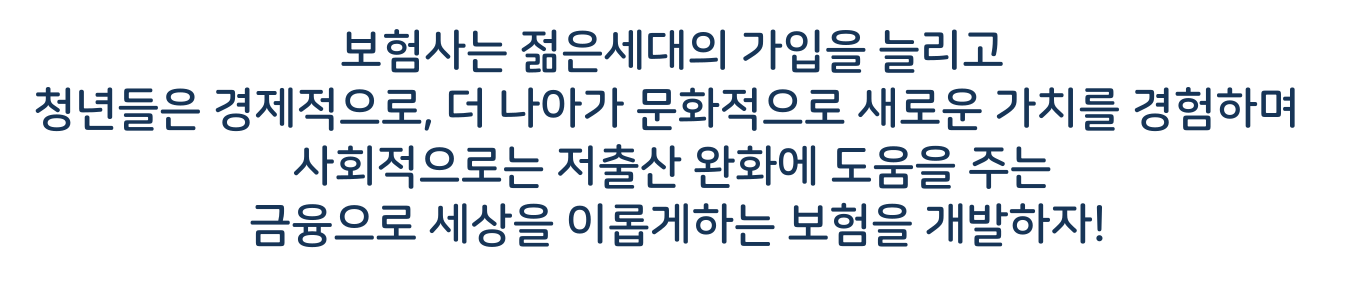 보험사는 젊은세대의 가입을 늘리고
청년들은 경제적으로, 더 나아가 문화적으로 새로운 가치를 경험하며
사회적으로는 저출산 완화에 도움을 주는
금융으로 세상을 이롭게하는 보험을 개발하자!